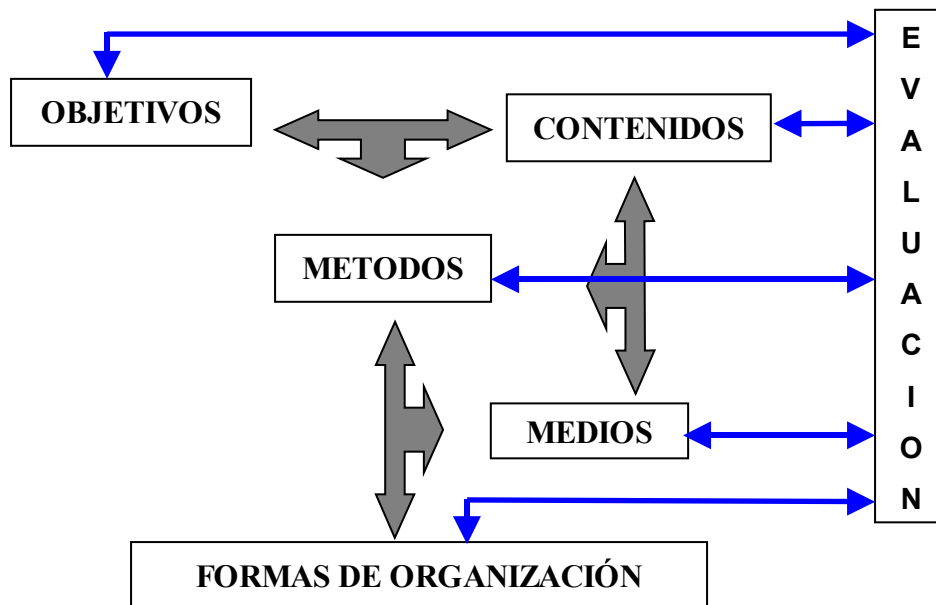 OBJETIVOS
CONTENIDOS
METODOS
MEDIOS
FORMAS DE ORGANIZACIÓN
E
V
A
L
U
A
C
I
O
N